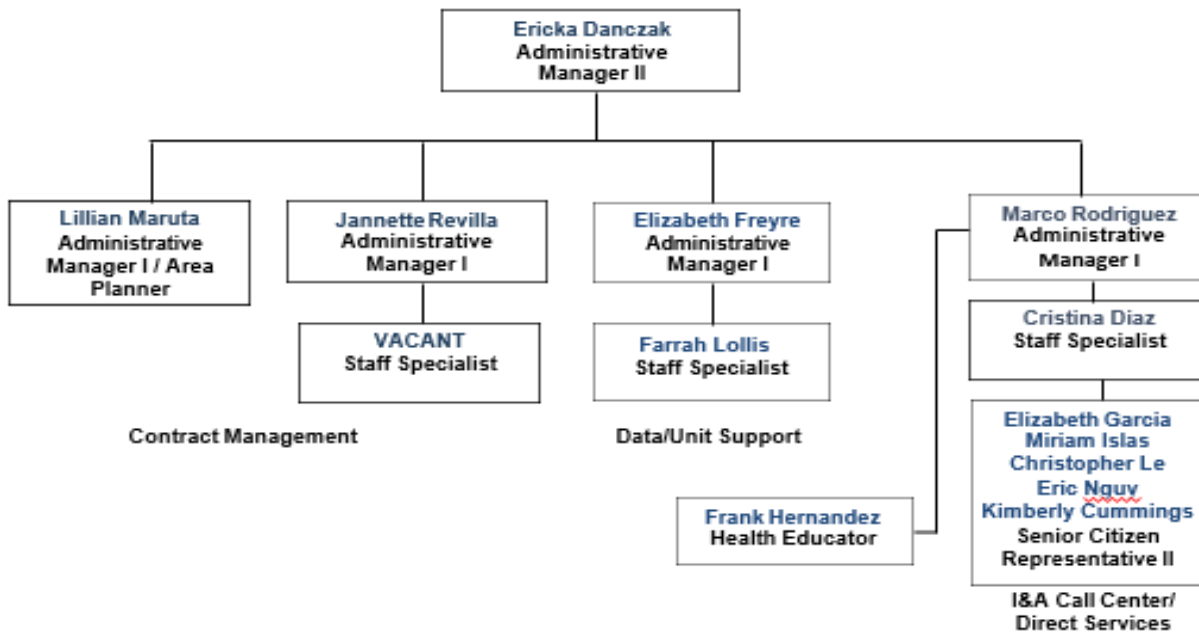 Ericka Danczak
Administrative
Manager II
Lillian Maruta
Administrative
Manager I / Area
Planner
Jannette Revilla
Administrative
Manager I
Elizabeth Freyre
Administrative
Manager I
Marco Rodriguez
Administrative
Manager I
VACANT
Staff Specialist
Farrah Lollis
Staff Specialist
Cristina Diaz
Staff Specialist
Contract Management
Data/Unit Support
Frank Hernandez
Health Educator
Elizabeth Garcia
Miriam Islas
Christopher Le
Eric Nguy
Kimberly Cummings
Senior Citizen
Representative II
I&A Call Center/
Direct Services